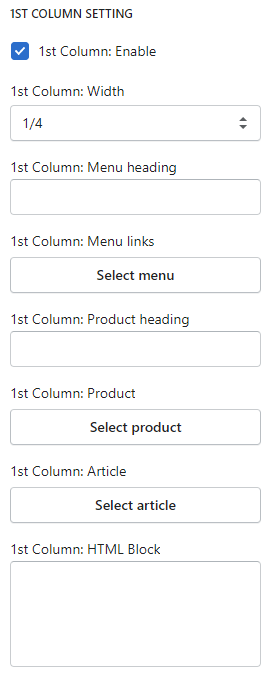 1ST COLUMN SETTING
1st Column: Enable
1st Column: Width
1/4
1st Column: Menu heading
1st Column: Menu links
Select menu
1st Column: Product heading
1st Column: Product
Select product
1st Column: Article
Select article
1st Column: HTML Block